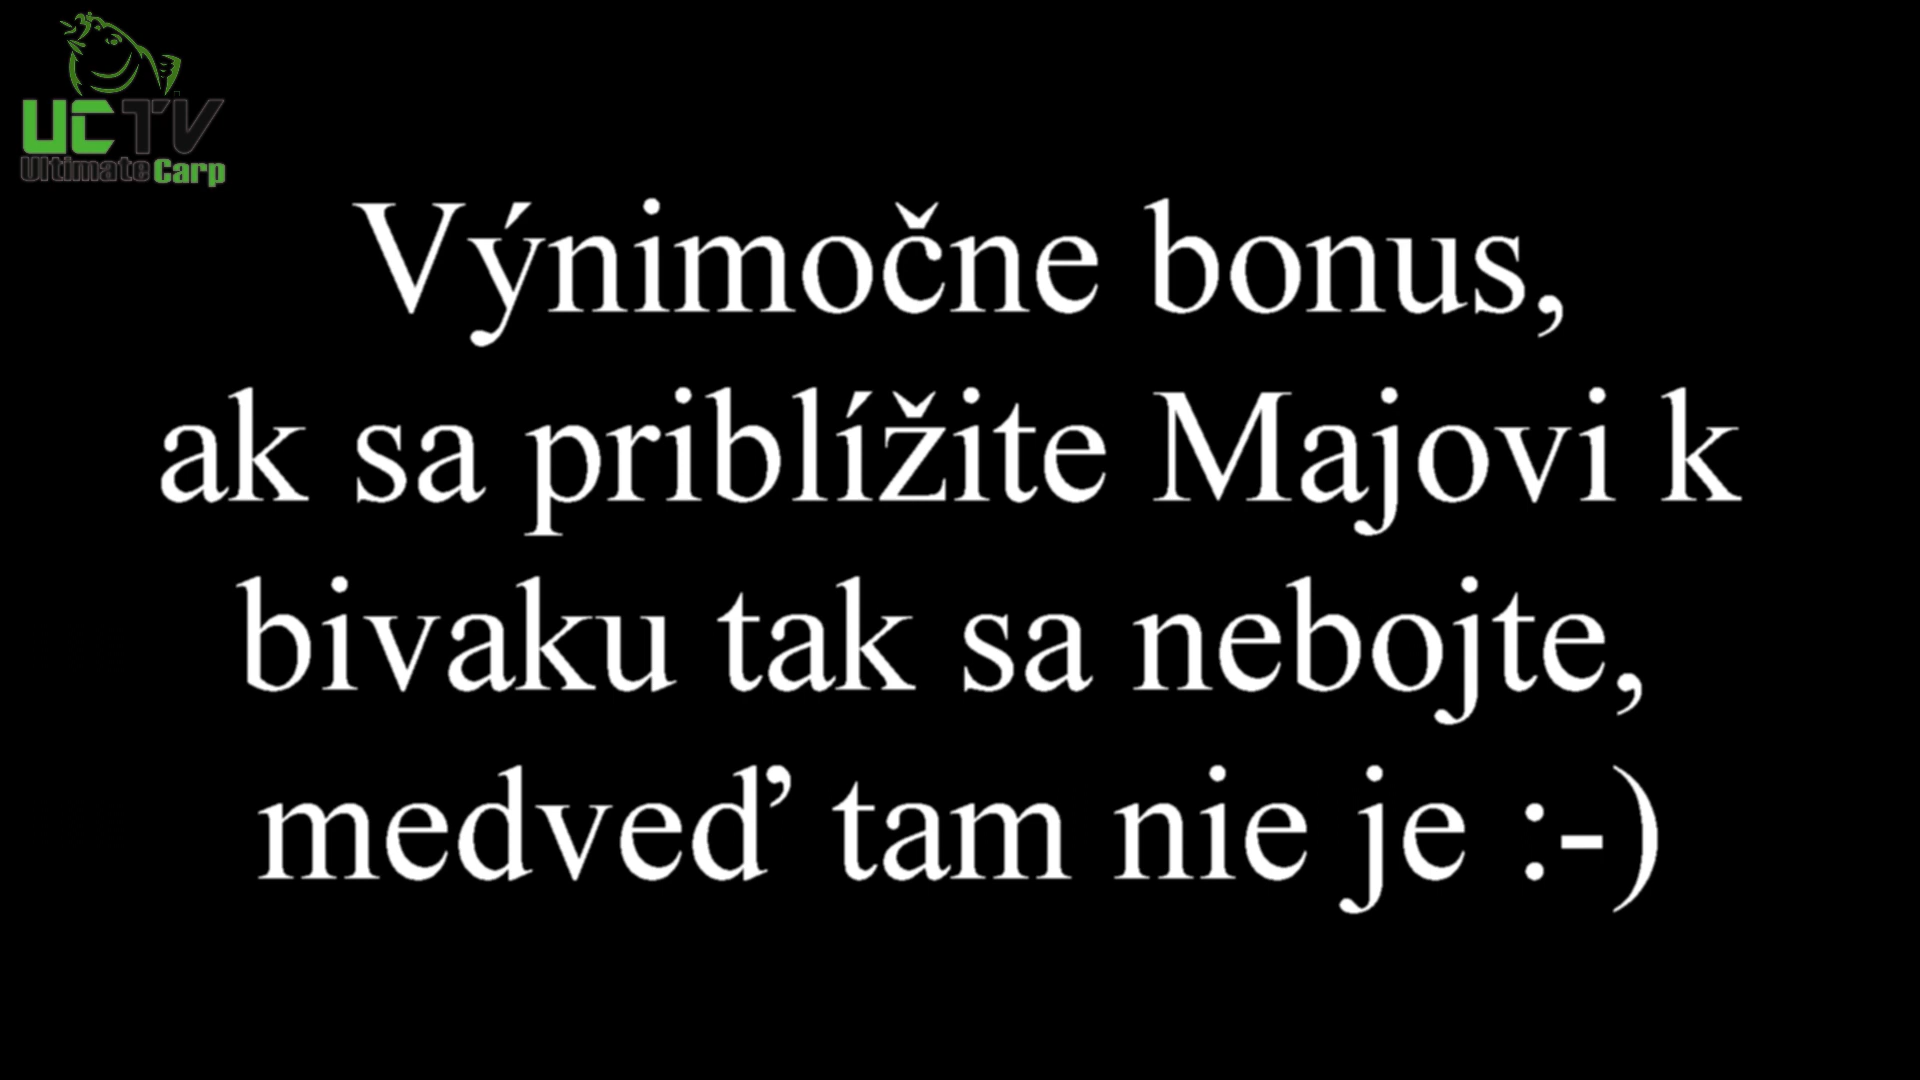 UCTV
Ultimate Carp
Výnimočne bonus,
ak sa priblížite Majovi k
bivaku tak sa nebojte,
medveď tam nie je :-)